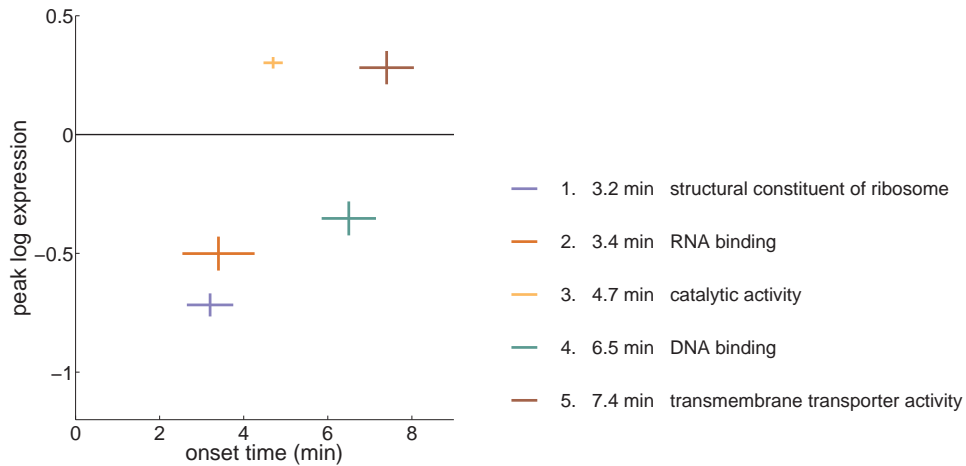 0.5
0
−0.5
−1
peak log expression
0 2 4 6 8
onset time (min)
1. 3.2 min structural constituent of ribosome
2. 3.4 min RNA binding
3. 4.7 min catalytic activity
4. 6.5 min DNA binding
5. 7.4 min transmembrane transporter activity